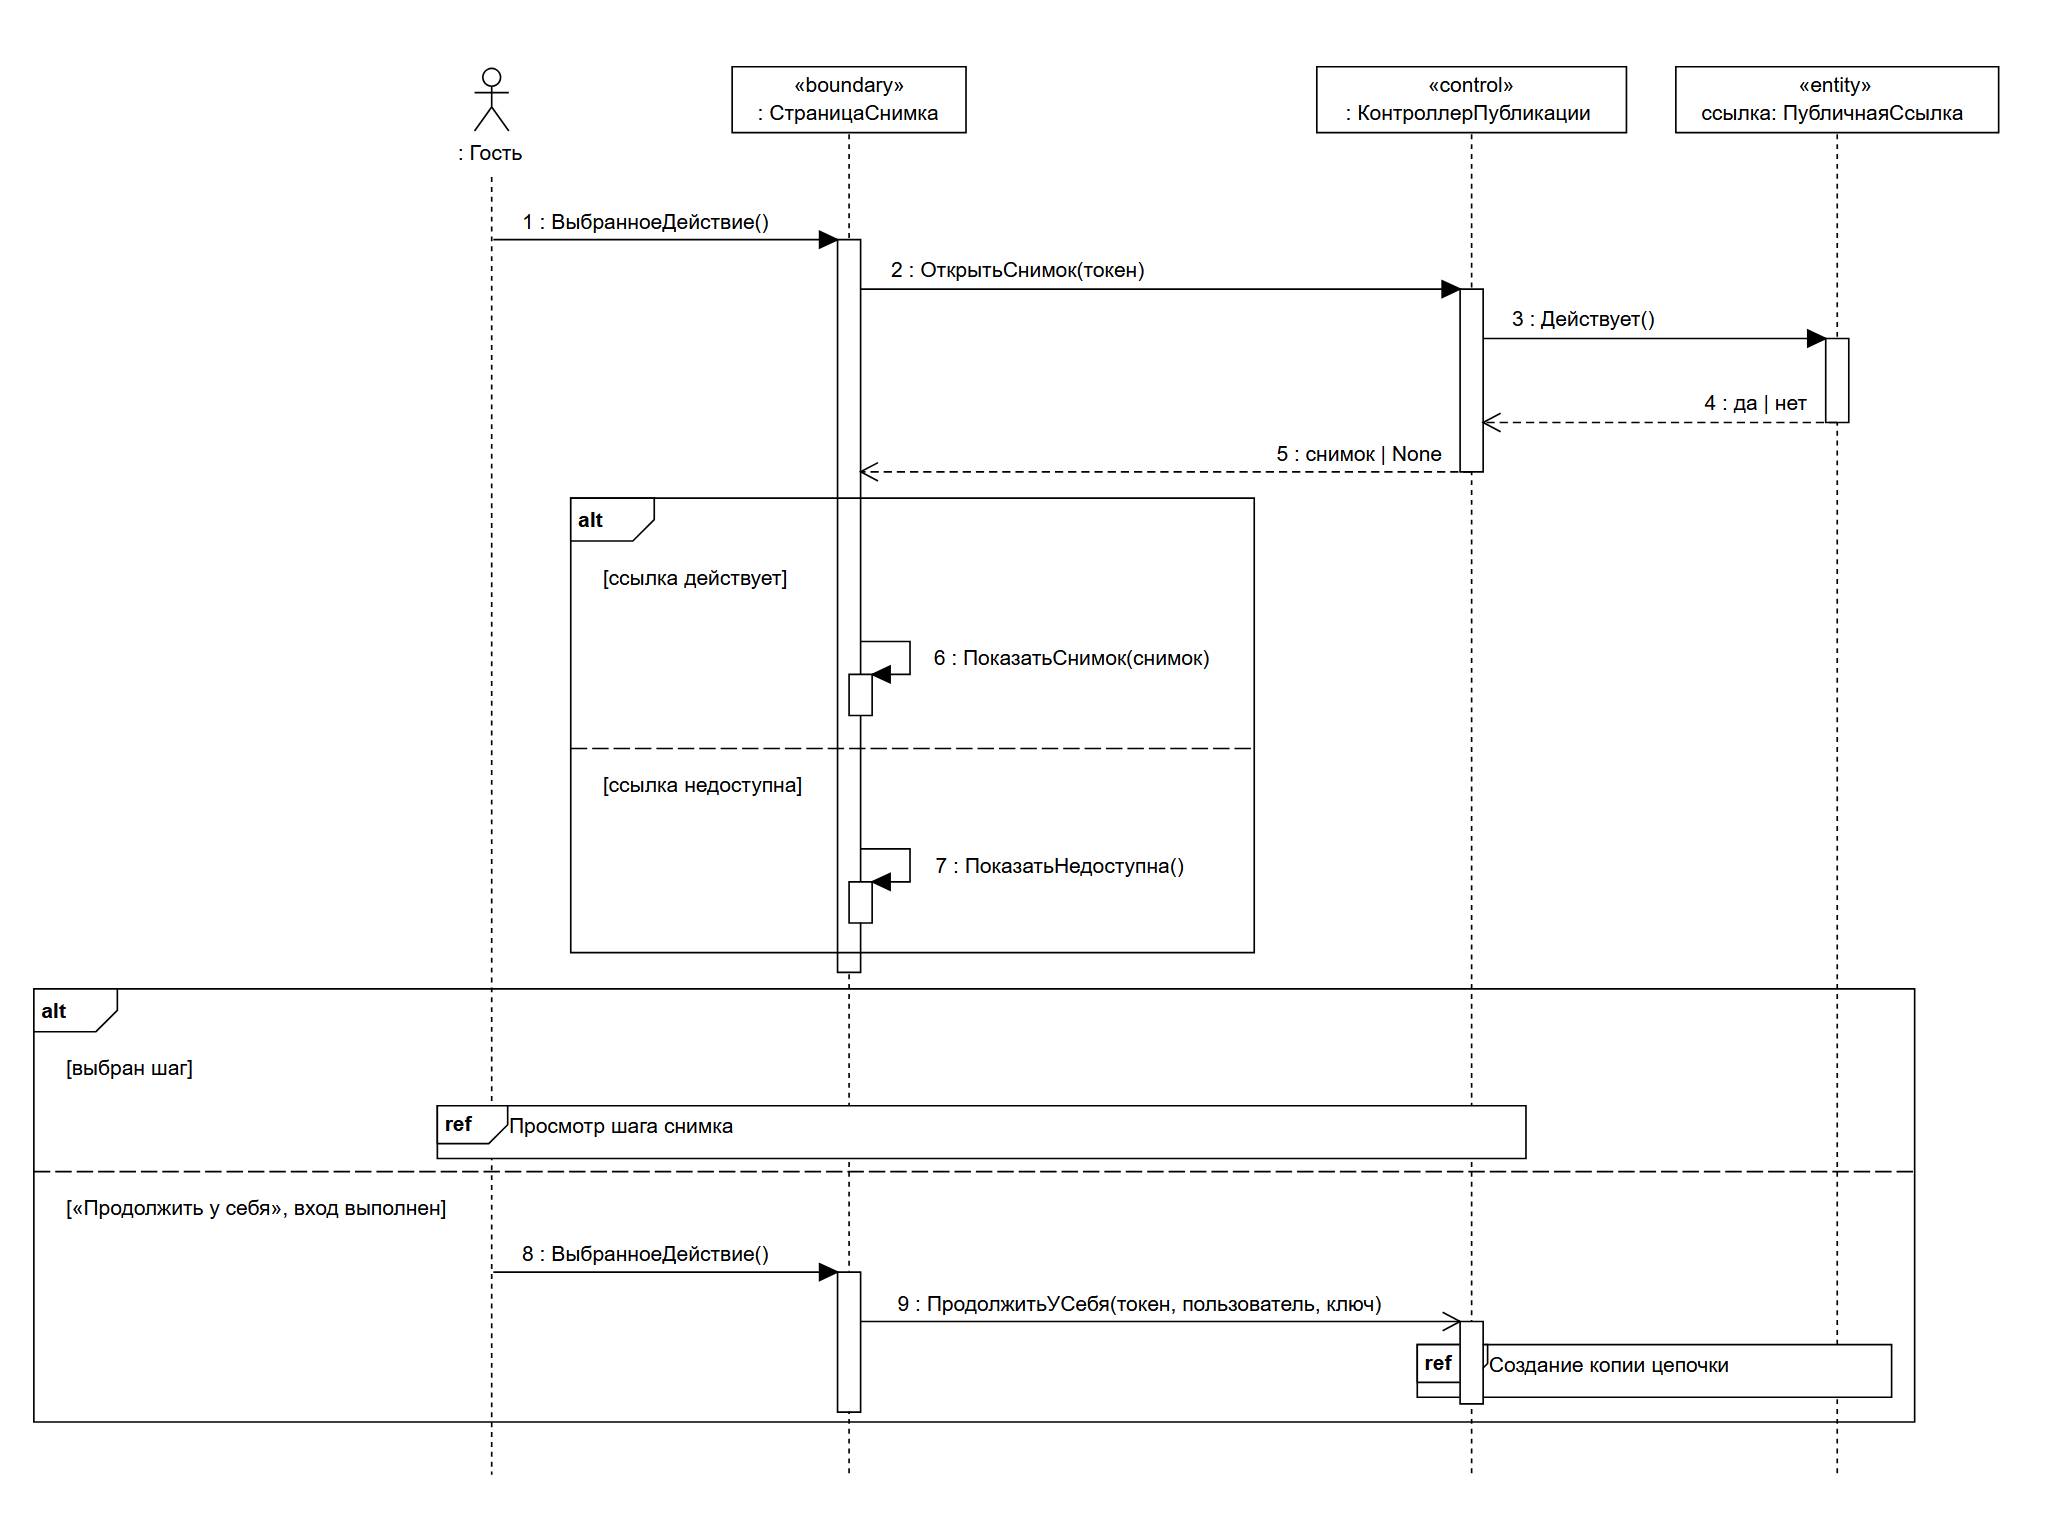 «boundary»
: СтраницаСнимка
«control»
: КонтроллерПубликации
«entity»
ссылка: ПубличнаяСсылка
: Гость
1 : ВыбранноеДействие()
2 : ОткрытьСнимок(токен)
3 : Действует()
4 : да | нет
5 : снимок | None
alt
[ссылка действует]
6 : ПоказатьСнимок(снимок)
[ссылка недоступна]
7 : ПоказатьНедоступна()
alt
[выбран шаг]
ref
Просмотр шага снимка
[«Продолжить у себя», вход выполнен]
8 : ВыбранноеДействие()
9 : ПродолжитьУСебя(токен, пользователь, ключ)
ref
Создание копии цепочки